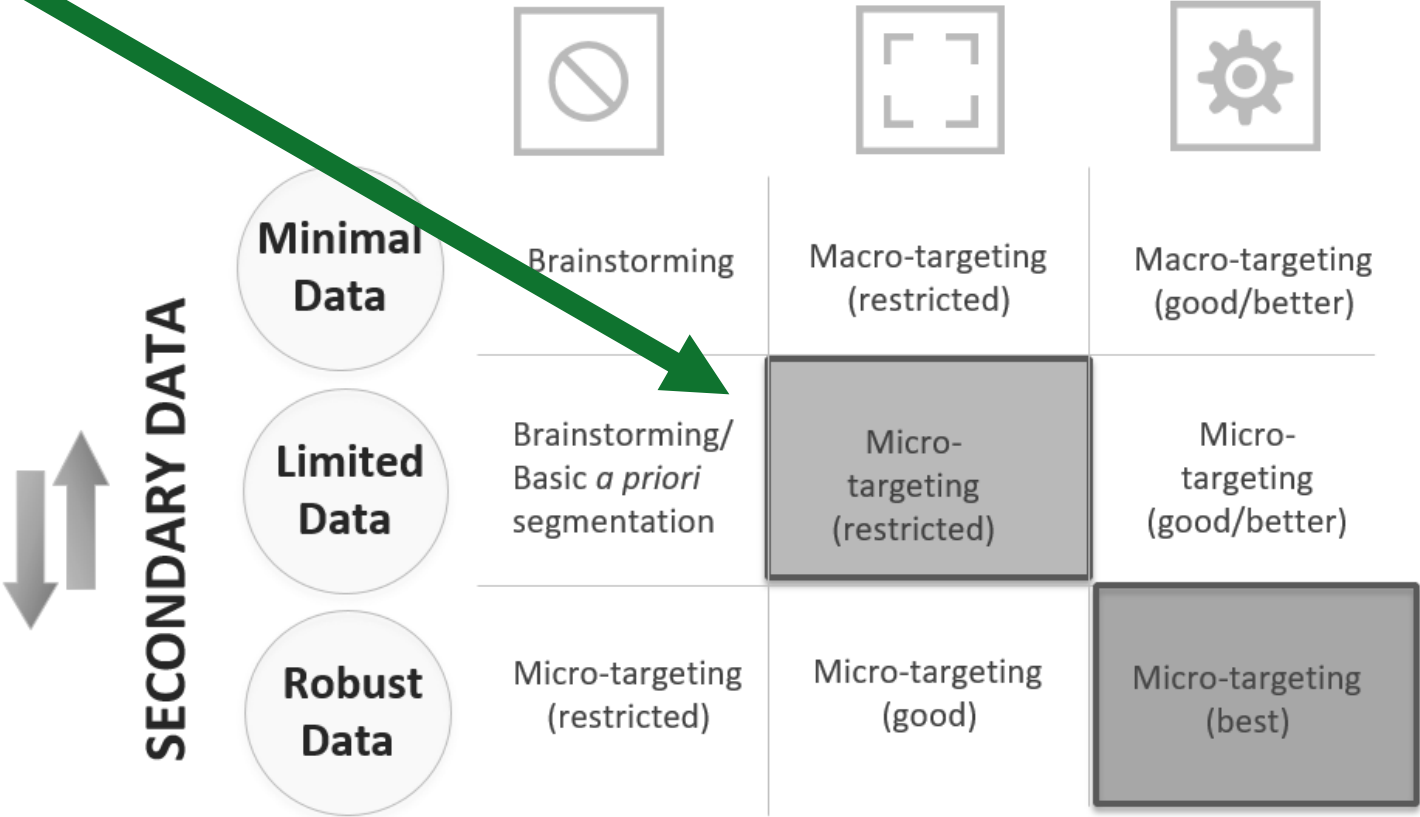 SECONDARY DATA
Minimal
Data
Brainstorming
Macro-targeting
(restricted)
Macro-targeting
(good/better)
Limited
Data
Brainstorming/
Basic a priori
segmentation
Micro-
targeting
(restricted)
Micro-
targeting
(good/better)
Robust
Data
Micro-targeting
(restricted)
Micro-targeting
(good)
Micro-targeting
(best)